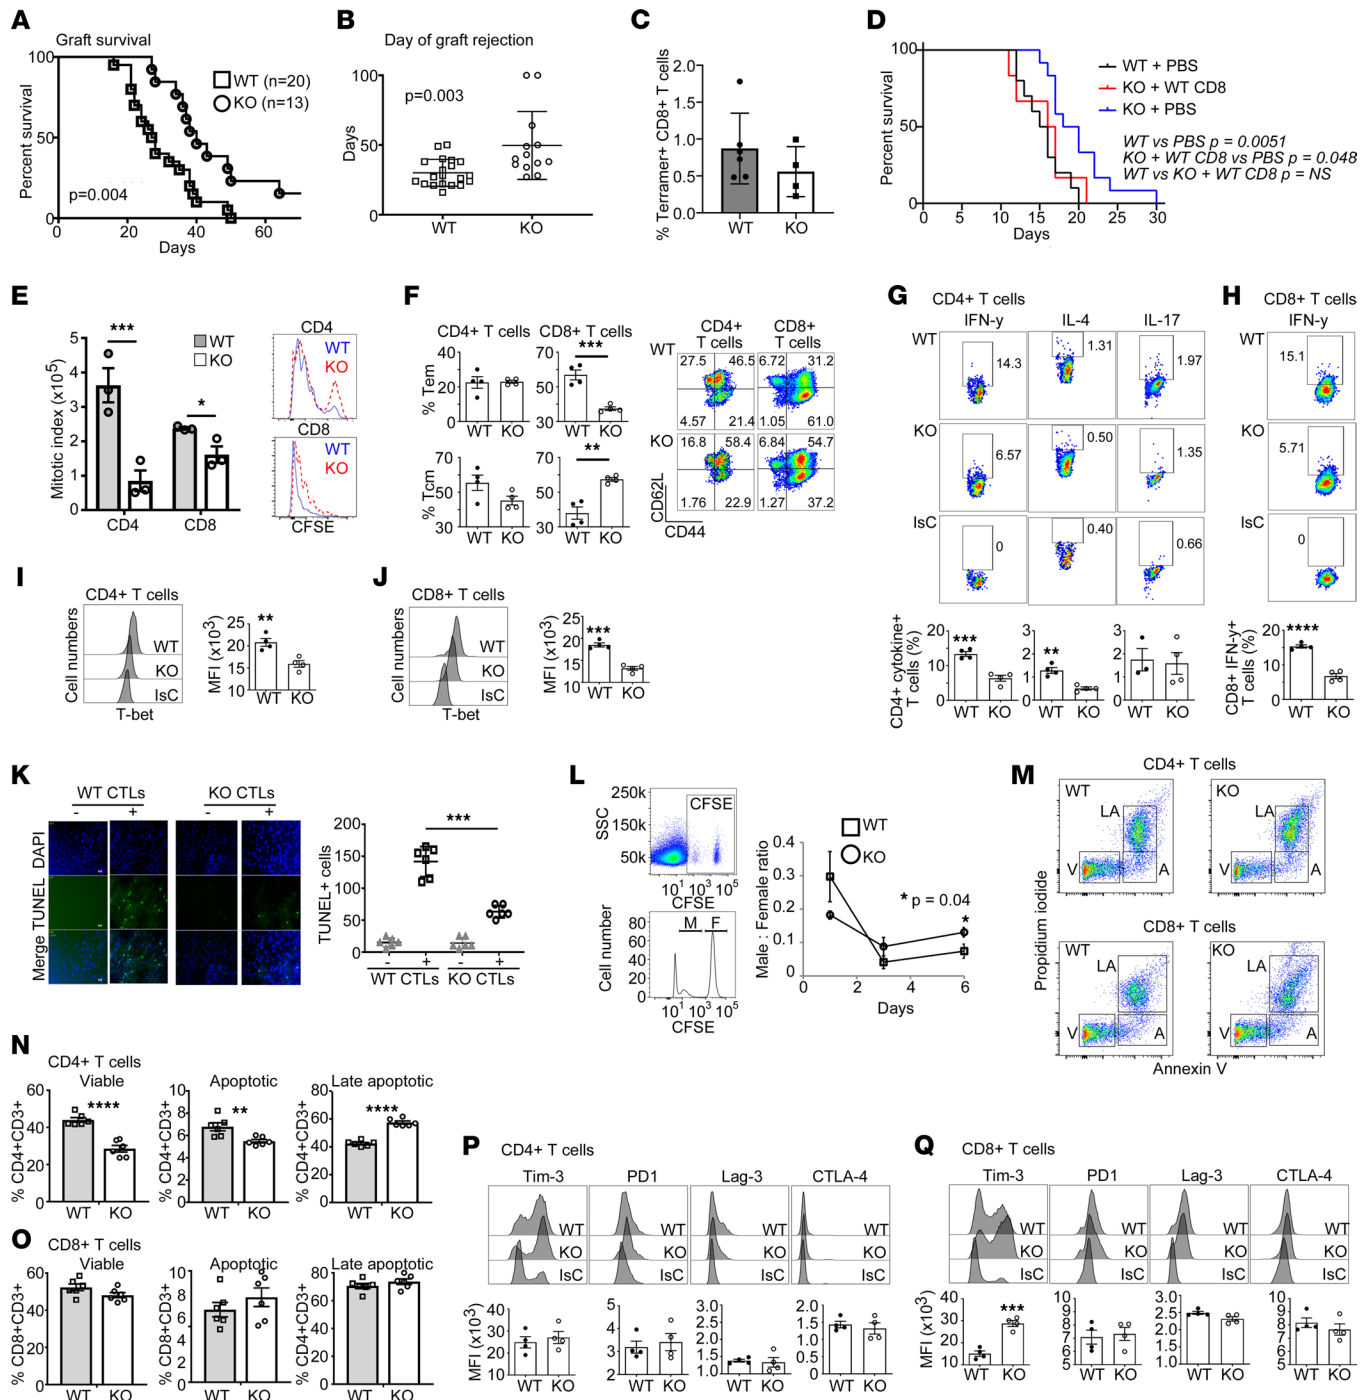 A
Graft survival
Percent survival
100
50
0
0
20
40
60
Days
WT (n=20)
KO (n=13)
p=0.004
B
Day of graft rejection
Days
100
50
0
p=0.003
WT
KO
C
% Terramer+ CD8+ T cells
2.0
1.5
1.0
0.5
0.0
WT
KO
D
Percent survival
100
50
0
0
5
10
15
20
25
30
Days
WT + PBS
KO + WT CD8
KO + PBS
WT vs PBS p = 0.0051
KO + WT CD8 vs PBS p = 0.048
WT vs KO + WT CD8 p = NS
E
Mitotic index (x10⁵)
5
4
3
2
1
0
***
*
WT
KO
CD4
CD8
CD4
WT
KO
CD8
WT
KO
CFSE
F
CD4+ T cells
CD8+ T cells
% Tem
60
40
20
0
70
50
30
***
WT KO
WT KO
% Tcm
70
50
30
70
50
30
**
WT KO
WT KO
CD4+
T cells
CD8+
T cells
WT
27.5
46.5
6.72
31.2
4.57
21.4
1.05
61.0
KO
16.8
58.4
6.84
54.7
1.76
22.9
1.27
37.2
CD62L
CD44
G
CD4+ T cells
IFN-y
IL-4
IL-17
WT
14.3
1.31
1.97
KO
6.57
0.50
1.35
IsC
0
0.40
0.66
CD4+ cytokine+
T cells (%)
20
10
0
***
WT KO
3
2
1
0
**
WT KO
3
2
1
0
WT KO
H
CD8+ T cells
IFN-y
WT
15.1
KO
5.71
IsC
0
CD8+ IFN-y+
T cells (%)
20
10
0
****
WT KO
I
CD4+ T cells
Cell numbers
WT
KO
IsC
T-bet
MFI (x10³)
25
20
15
10
**
WT KO
J
CD8+ T cells
Cell numbers
WT
KO
IsC
T-bet
MFI (x10³)
25
20
15
10
***
WT KO
K
WT CTLs
KO CTLs
- +
- +
DAPI
TUNEL
Merge
TUNEL+ cells
200
150
100
50
0
***
- + - +
WT CTLs KO CTLs
L
SSC
250k
150k
50k
CFSE
10¹ 10³ 10⁵
CFSE
Cell number
80
60
40
20
0
M F
10¹ 10³ 10⁵
CFSE
Male : Female ratio
0.4
0.3
0.2
0.1
0
0
2
4
6
Days
WT
KO
* p = 0.04
*
M
CD4+ T cells
WT
LA
V
A
KO
LA
V
A
CD8+ T cells
WT
LA
V
A
KO
LA
V
A
Propidium iodide
Annexin V
N
CD4+ T cells
Viable
Apoptotic
Late apoptotic
% CD4+CD3+
60
40
20
0
****
WT KO
% CD4+CD3+
10
8
6
4
2
0
**
WT KO
% CD4+CD3+
80
60
40
20
0
****
WT KO
O
CD8+ T cells
Viable
Apoptotic
Late apoptotic
% CD8+CD3+
60
40
20
0
WT KO
% CD8+CD3+
10
8
6
4
2
0
WT KO
% CD4+CD3+
80
60
40
20
0
WT KO
P
CD4+ T cells
Tim-3
PD1
Lag-3
CTLA-4
WT
KO
IsC
WT
KO
IsC
WT
KO
IsC
WT
KO
IsC
MFI (x10³)
40
30
20
10
WT KO
5
4
3
2
WT KO
3.0
2.5
2.0
1.5
1.0
WT KO
2.0
1.5
1.0
0.5
0
WT KO
Q
CD8+ T cells
Tim-3
PD1
Lag-3
CTLA-4
WT
KO
IsC
WT
KO
IsC
WT
KO
IsC
WT
KO
IsC
MFI (x10³)
40
30
20
10
***
WT KO
10
9
8
7
6
5
WT KO
3.0
2.5
2.0
1.5
1.0
WT KO
10
9
8
7
6
5
WT KO